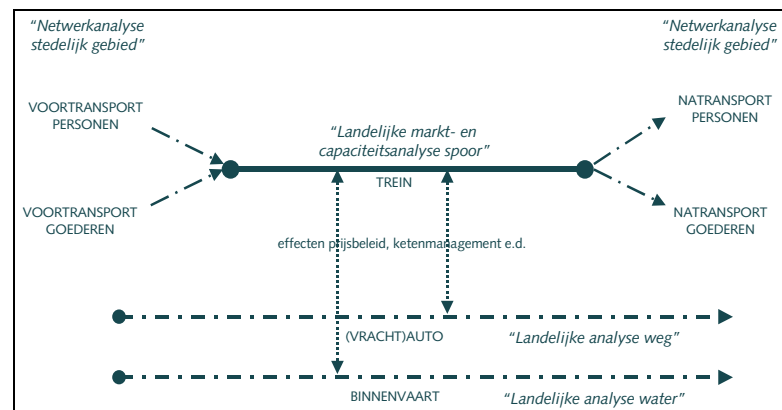 “Netwerkanalyse
stedelijk gebied”
“Netwerkanalyse
stedelijk gebied”
VOORTRANSPORT
PERSONEN
NATRANSPORT
PERSONEN
“Landelijke markt- en
capaciteitsanalyse spoor”
TREIN
VOORTRANSPORT
GOEDEREN
NATRANSPORT
GOEDEREN
effecten prijsbeleid, ketenmanagement e.d.
(VRACHT)AUTO
“Landelijke analyse weg”
BINNENVAART
“Landelijke analyse water”